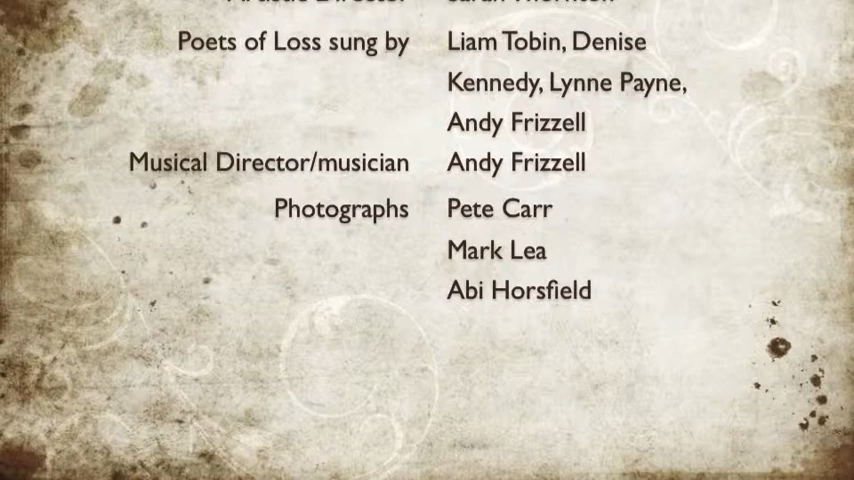 Poets of Loss sung by Liam Tobin, Denise
Kennedy, Lynne Payne,
Andy Frizzell
Musical Director/musician Andy Frizzell
Photographs Pete Carr
Mark Lea
Abi Horsfield